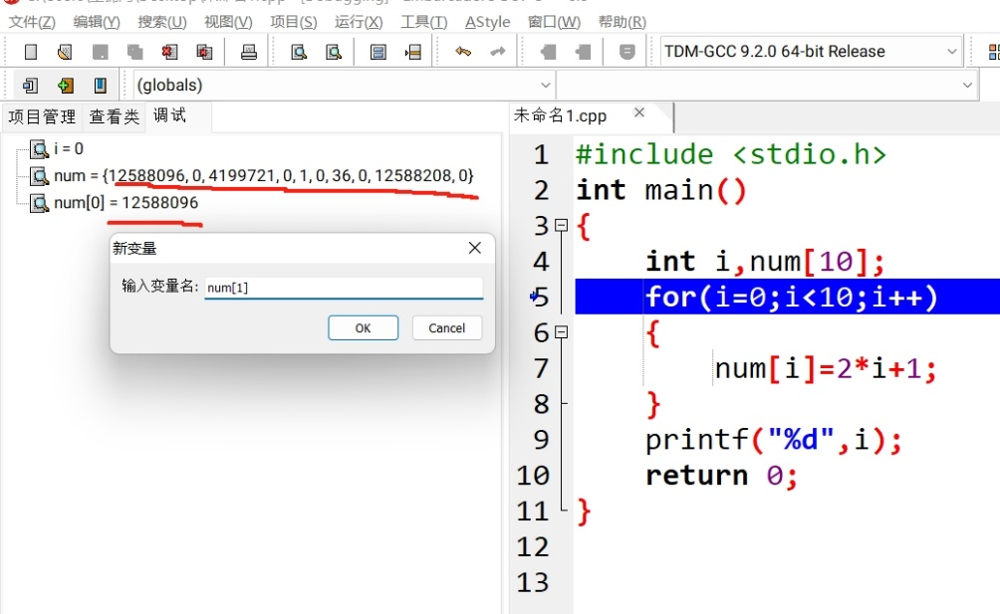 文件(Z) 编辑(Y) 搜索(U) 视图(V) 项目(S) 运行(X) 工具(T) AStyle 窗口(W) 帮助(R)
TDM-GCC 9.2.0 64-bit Release
(globals)
项目管理 查看类 调试
i = 0
num = {12588096, 0, 4199721, 0, 1, 0, 36, 0, 12588208, 0}
num[0] = 12588096
新变量
输入变量名: num[1]
OK Cancel
未命名1.cpp
1 #include <stdio.h>
2 int main()
3 {
4 int i,num[10];
5 for(i=0;i<10;i++)
6 {
7 num[i]=2*i+1;
8 }
9 printf("%d",i);
10 return 0;
11 }
12
13